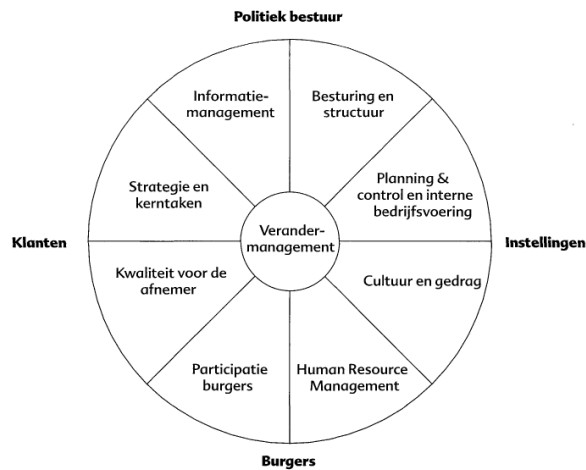 Politiek bestuur
Informatie-
management
Besturing en
structuur
Strategie en
kerntaken
Planning &
control en interne
bedrijfsvoering
Verander-
management
Klanten
Instellingen
Kwaliteit voor de
afnemer
Cultuur en gedrag
Participatie
burgers
Human Resource
Management
Burgers